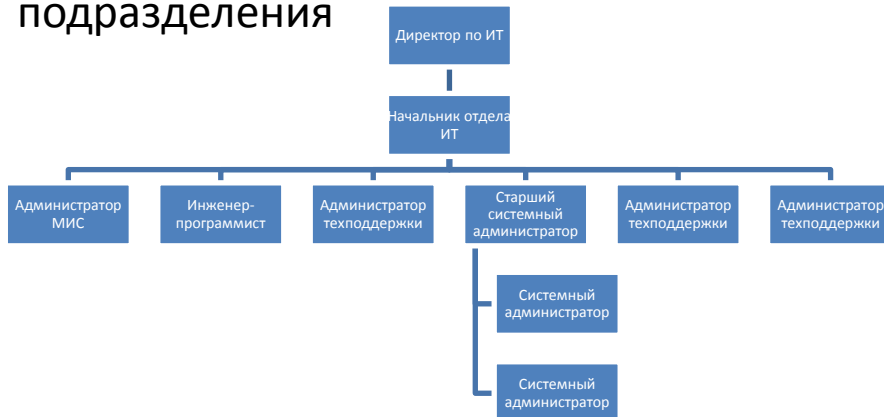 подразделения
Директор по ИТ
Начальник отдела
ИТ
Администратор
МИС
Инженер-
программист
Администратор
техподдержки
Старший
системный
администратор
Администратор
техподдержки
Администратор
техподдержки
Системный
администратор
Системный
администратор